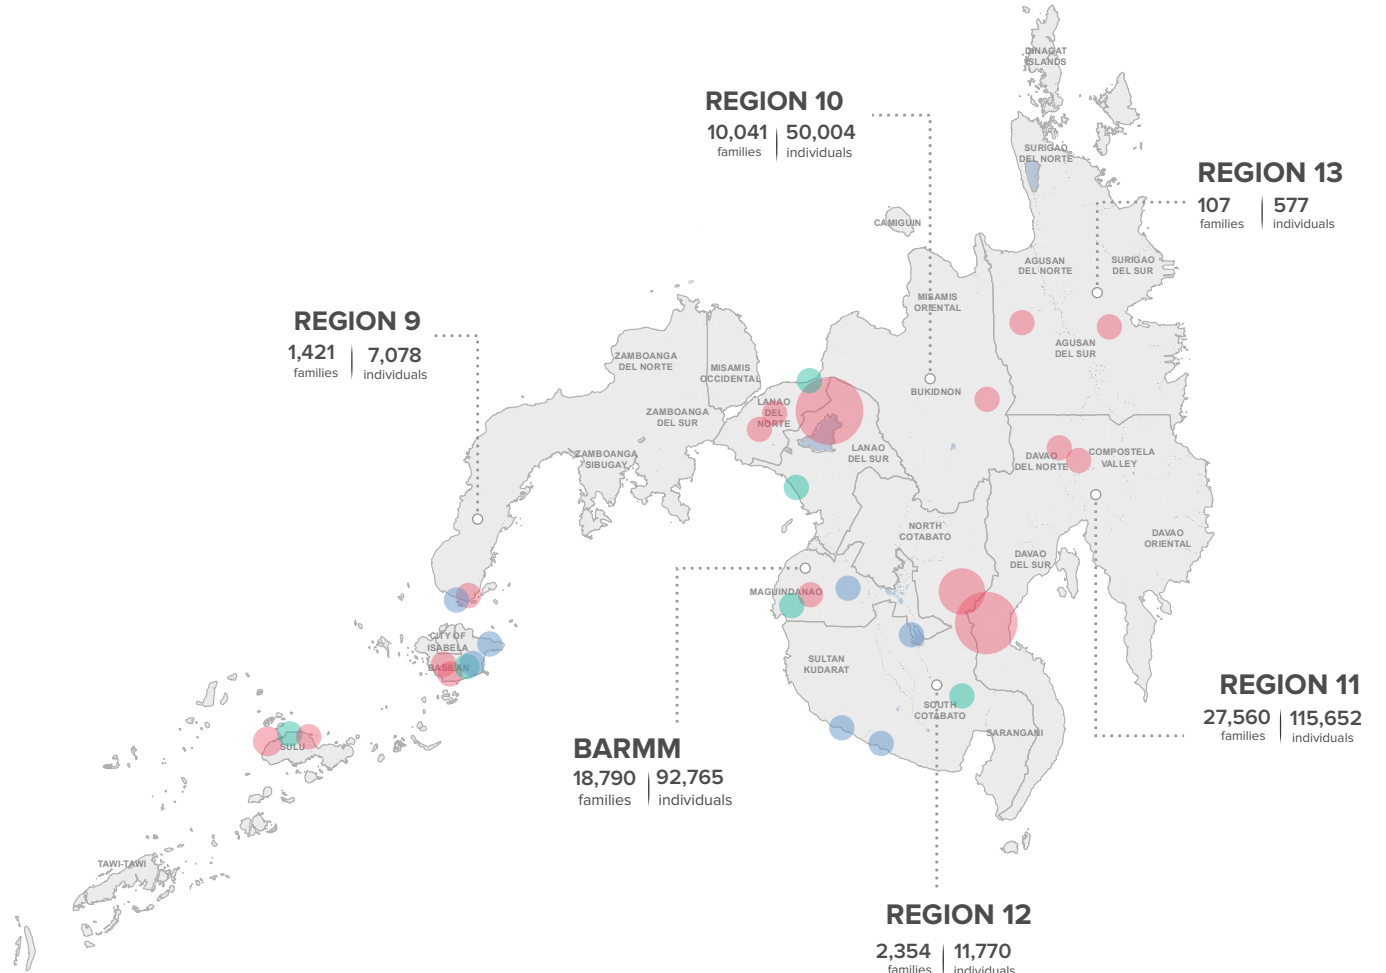 DINAGAT
ISLANDS
REGION 10
10,041 | 50,004
families individuals
SURIGAO
DEL NORTE
REGION 13
107 | 577
families individuals
CAMIGUIN
AGUSAN
DEL NORTE
SURIGAO
DEL SUR
MISAMIS
ORIENTAL
REGION 9
1,421 | 7,078
families individuals
ZAMBOANGA
DEL NORTE
MISAMIS
OCCIDENTAL
AGUSAN
DEL SUR
BUKIDNON
LANAO
DEL
NORTE
ZAMBOANGA
DEL SUR
LANAO
DEL SUR
ZAMBOANGA
SIBUGAY
DAVAO
DEL NORTE
COMPOSTELA
VALLEY
NORTH
COTABATO
DAVAO
ORIENTAL
DAVAO
DEL SUR
MAGUINDANAO
CITY OF
ISABELA
BASILAN
SULTAN
KUDARAT
REGION 11
27,560 | 115,652
families individuals
SOUTH
COTABATO
SARANGANI
SULU
BARMM
18,790 | 92,765
families individuals
TAWI-TAWI
REGION 12
2,354 | 11,770
families individuals